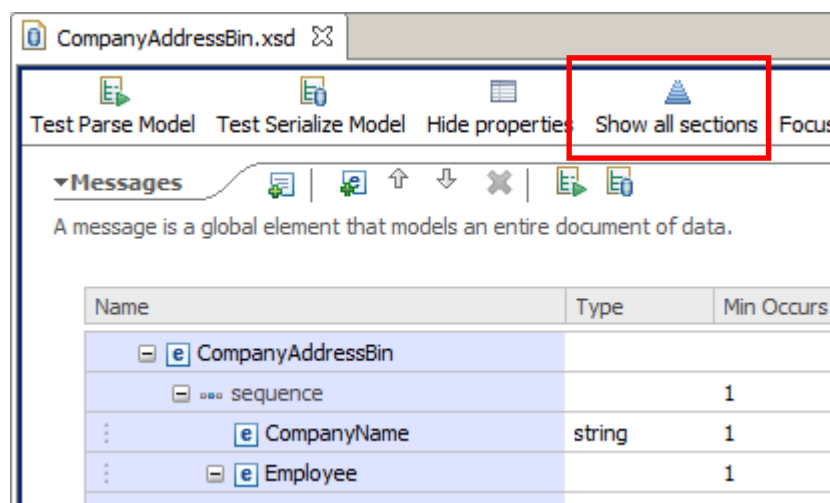 CompanyAddressBin.xsd
Test Parse Model Test Serialize Model Hide properties Show all sections Focus
Messages
A message is a global element that models an entire document of data.
Name Type Min Occurs
CompanyAddressBin
sequence 1
CompanyName string 1
Employee 1